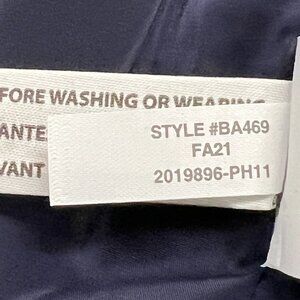 FORE WASHING OR WEARING
ANTE
VANT
STYLE #BA469
FA21
2019896-PH11